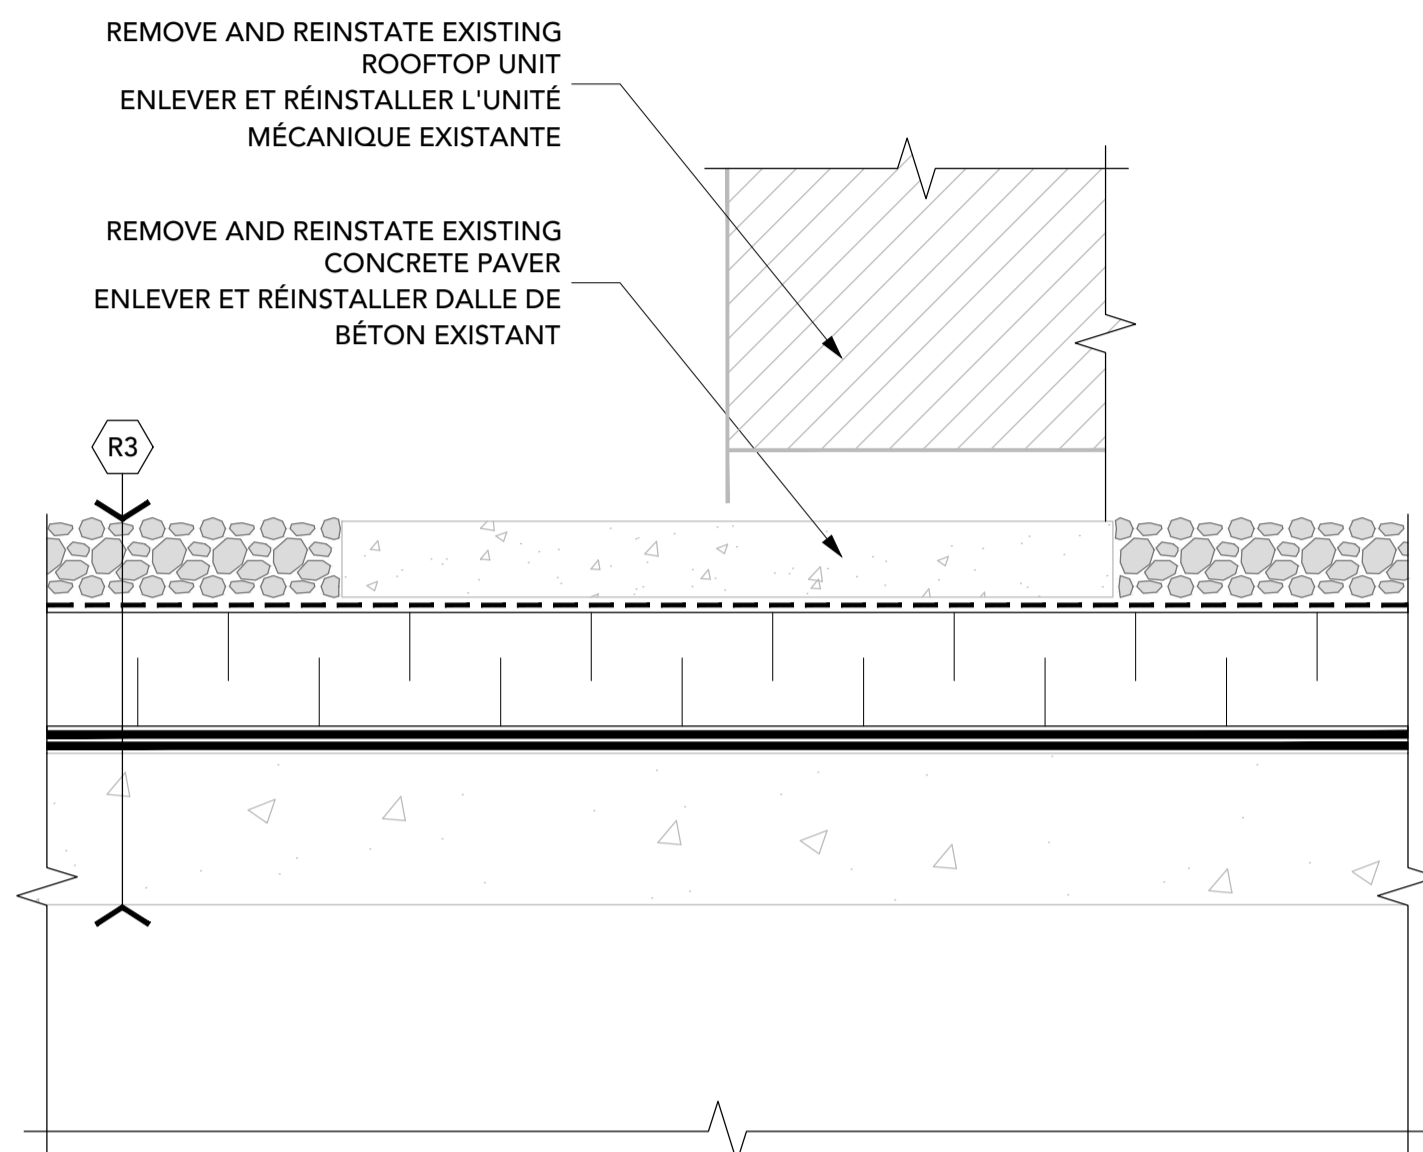 REMOVE AND REINSTATE EXISTING
ROOFTOP UNIT
ENLEVER ET RÉINSTALLER L'UNITÉ
MÉCANIQUE EXISTANTE
REMOVE AND REINSTATE EXISTING
CONCRETE PAVER
ENLEVER ET RÉINSTALLER DALLE DE
BÉTON EXISTANT
R3